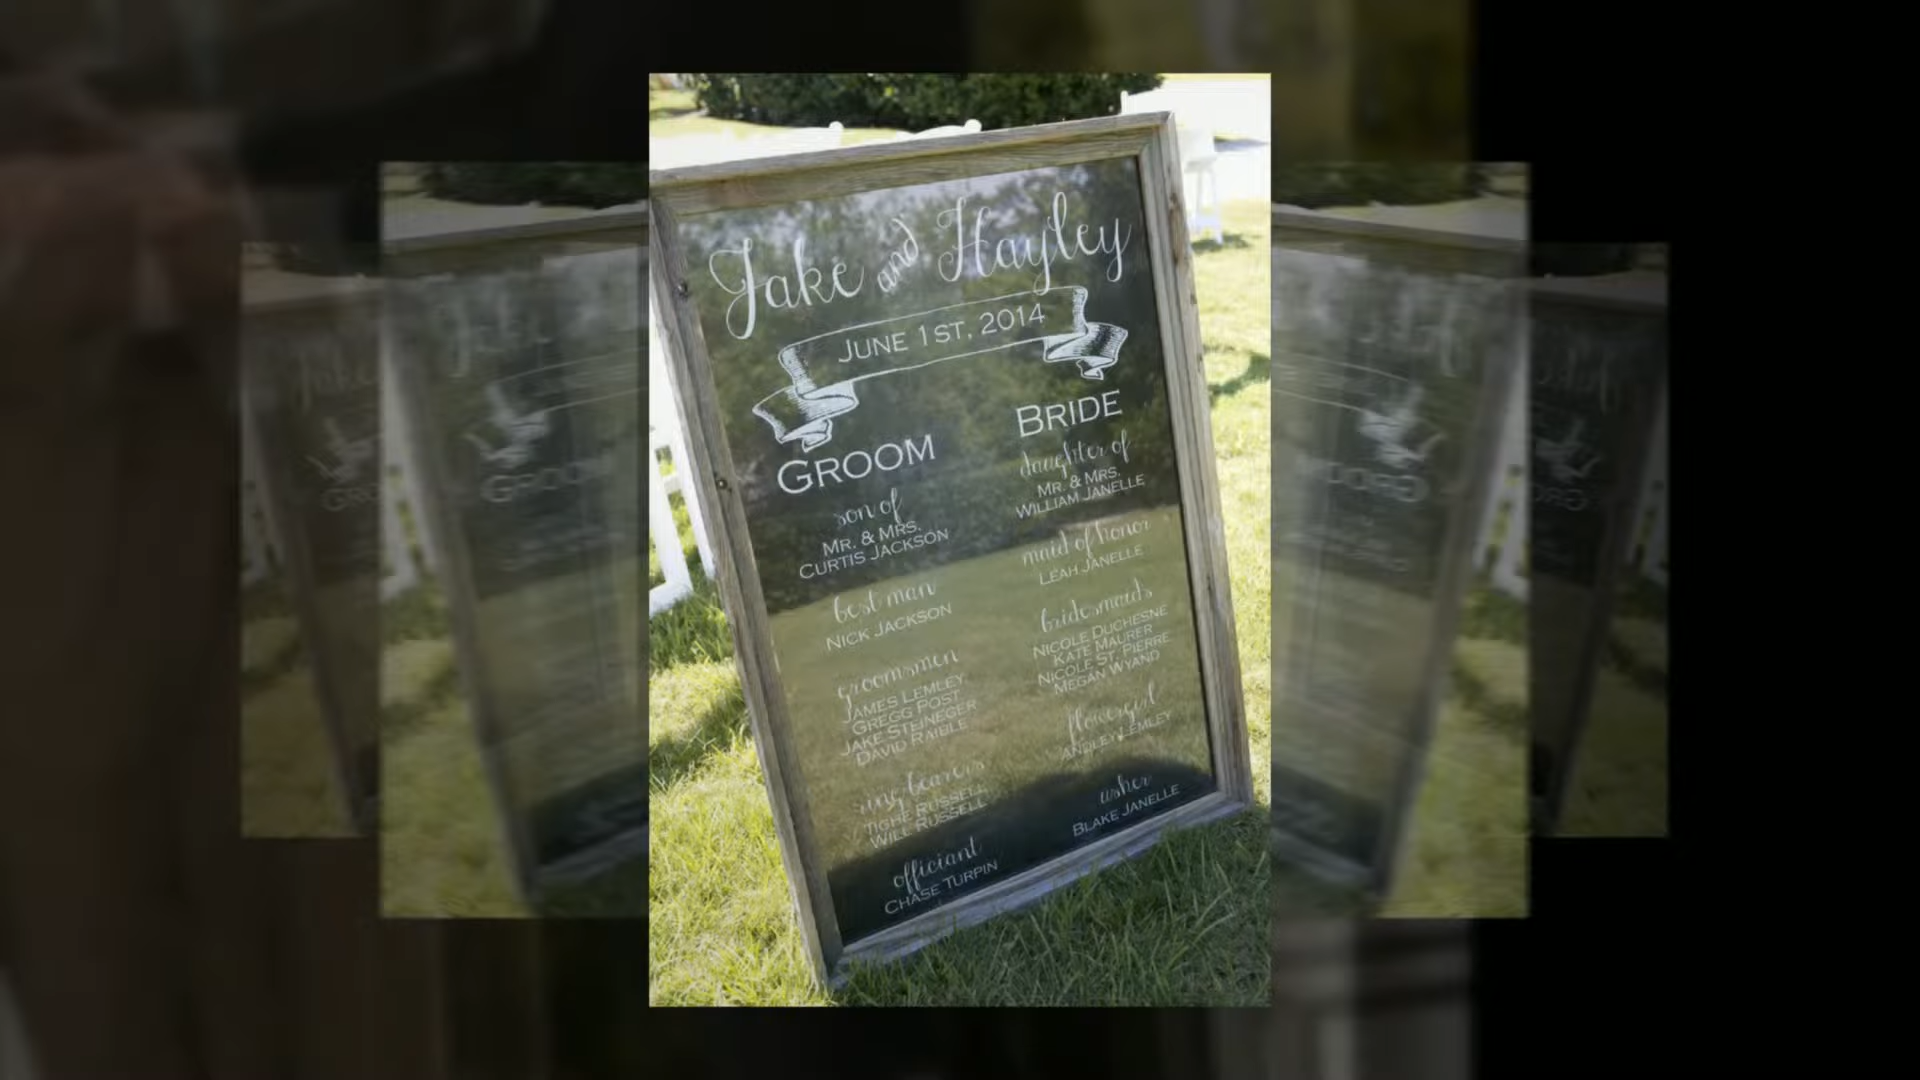 Jake and Hayley
JUNE 1ST, 2014
GROOM
son of
MR. & MRS.
CURTIS JACKSON
best man
NICK JACKSON
groomsmen
JAMES LEMLEY
GREGG POST
JAKE STEINEGER
DAVID RAIBLE
ring bearers
TIGHE RUSSELL
WILL RUSSELL
officiant
CHASE TURPIN
BRIDE
daughter of
MR. & MRS.
WILLIAM JANELLE
maid of honor
LEAH JANELLE
bridesmaids
NICOLE DUCHESNE
KATE MAURER
NICOLE ST. PIERRE
MEGAN WYAND
flowergirl
LEMLEY
usher
BLAKE JANELLE